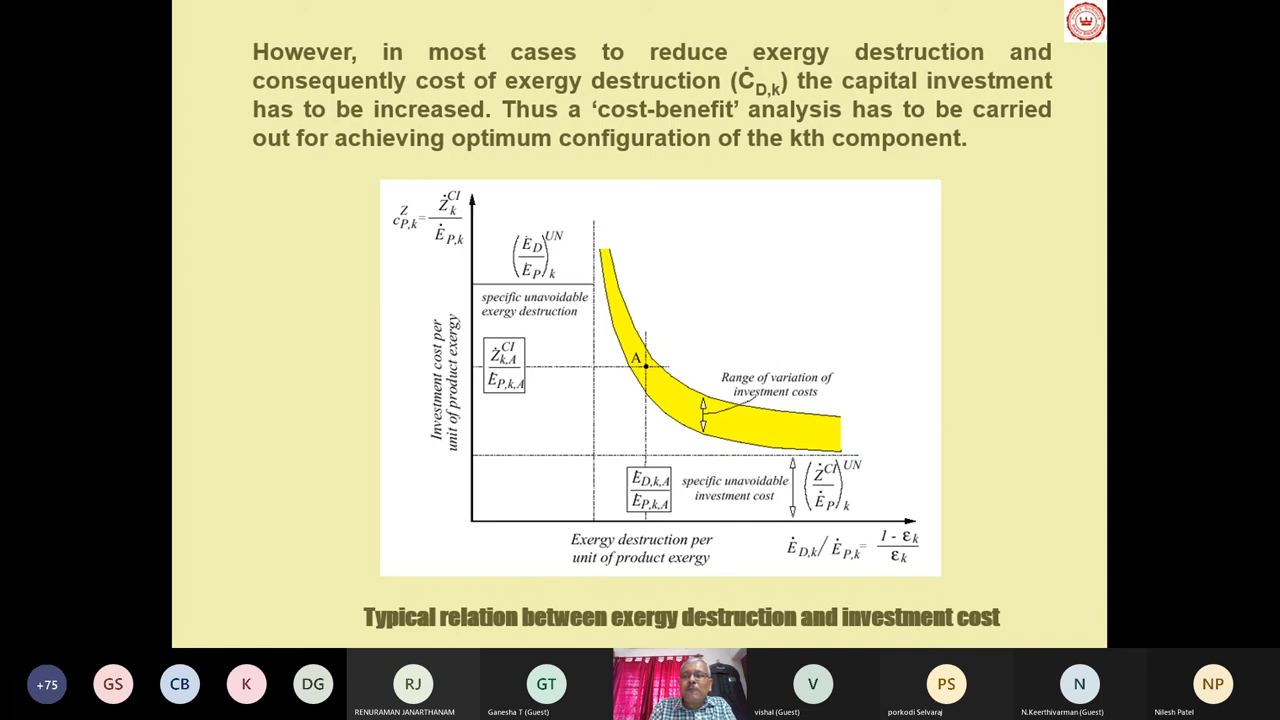 However, in most cases to reduce exergy destruction and
consequently cost of exergy destruction (Ċ_D,k) the capital investment
has to be increased. Thus a ‘cost-benefit’ analysis has to be carried
out for achieving optimum configuration of the kth component.
c^Z_P,k = Ż^CI_k / Ė_P,k
(E_D / E_P)^UN_k
specific unavoidable
exergy destruction
Investment cost per
unit of product exergy
Ż^CI_k,A / E_P,k,A
A
Range of variation of
investment costs
E_D,k,A / E_P,k,A
specific unavoidable
investment cost
(Ż^CI / Ė_P)^UN_k
Exergy destruction per
unit of product exergy
Ė_D,k / Ė_P,k = 1 - ε_k / ε_k
Typical relation between exergy destruction and investment cost
+75
GS
CB
K
DG
RJ
RENURAMAN JANARTHANAM
GT
Ganesha T (Guest)
V
vishal (Guest)
PS
porkodi Selvaraj
N
N.Keerthivarman (Guest)
NP
Nilesh Patel